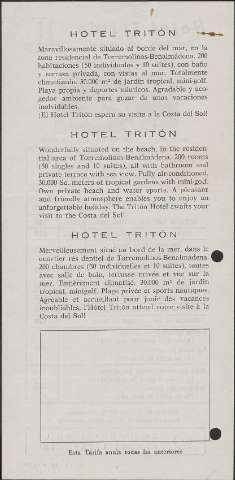 HOTEL TRITÓN
Maravillosamente situado al borde del mar, en la
zona residencial de Torremolinos-Benalmádena. 200
habitaciones (50 individuales y 10 suites), con baño
y terraza privada, con vistas al mar. Totalmente
climatizado. 30.000 m² de jardín tropical, mini-golf.
Playa propia y deportes náuticos. Agradable y aco-
gedor ambiente para gozar de unas vacaciones
inolvidables.
¡El Hotel Tritón espera su visita a la Costa del Sol!
HOTEL TRITÓN
Wonderfully situated on the beach, in the residen-
tial area of Torremolinos-Benalmádena. 200 rooms
(50 singles and 10 suites), all with bathroom and
private terrace with sea view. Fully air-conditioned.
30.000 Sq. meters of tropical gardens with mini-golf.
Own private beach and water sports. A pleasant
and friendly atmosphere enables you to enjoy an
unforgettable holiday. The Tritón Hotel awaits your
visit to the Costa del Sol!
HOTEL TRITÓN
Merveilleusement situé au bord de la mer, dans le
quartier résidentiel de Torremolinos-Benalmadena.
200 chambres (50 individuelles et 10 suites), toutes
avec salle de bain, terrasse privée et vue sur la
mer. Entièrement climatisé. 30.000 m² de jardin
tropical, minigolf. Plage privée et sports nautiques.
Agréable et accueillant pour jouir des vacances
inoubliables. L'Hotel Tritón attend votre visite à la
Costa del Sol!
Esta Tarifa anula todas las anteriores